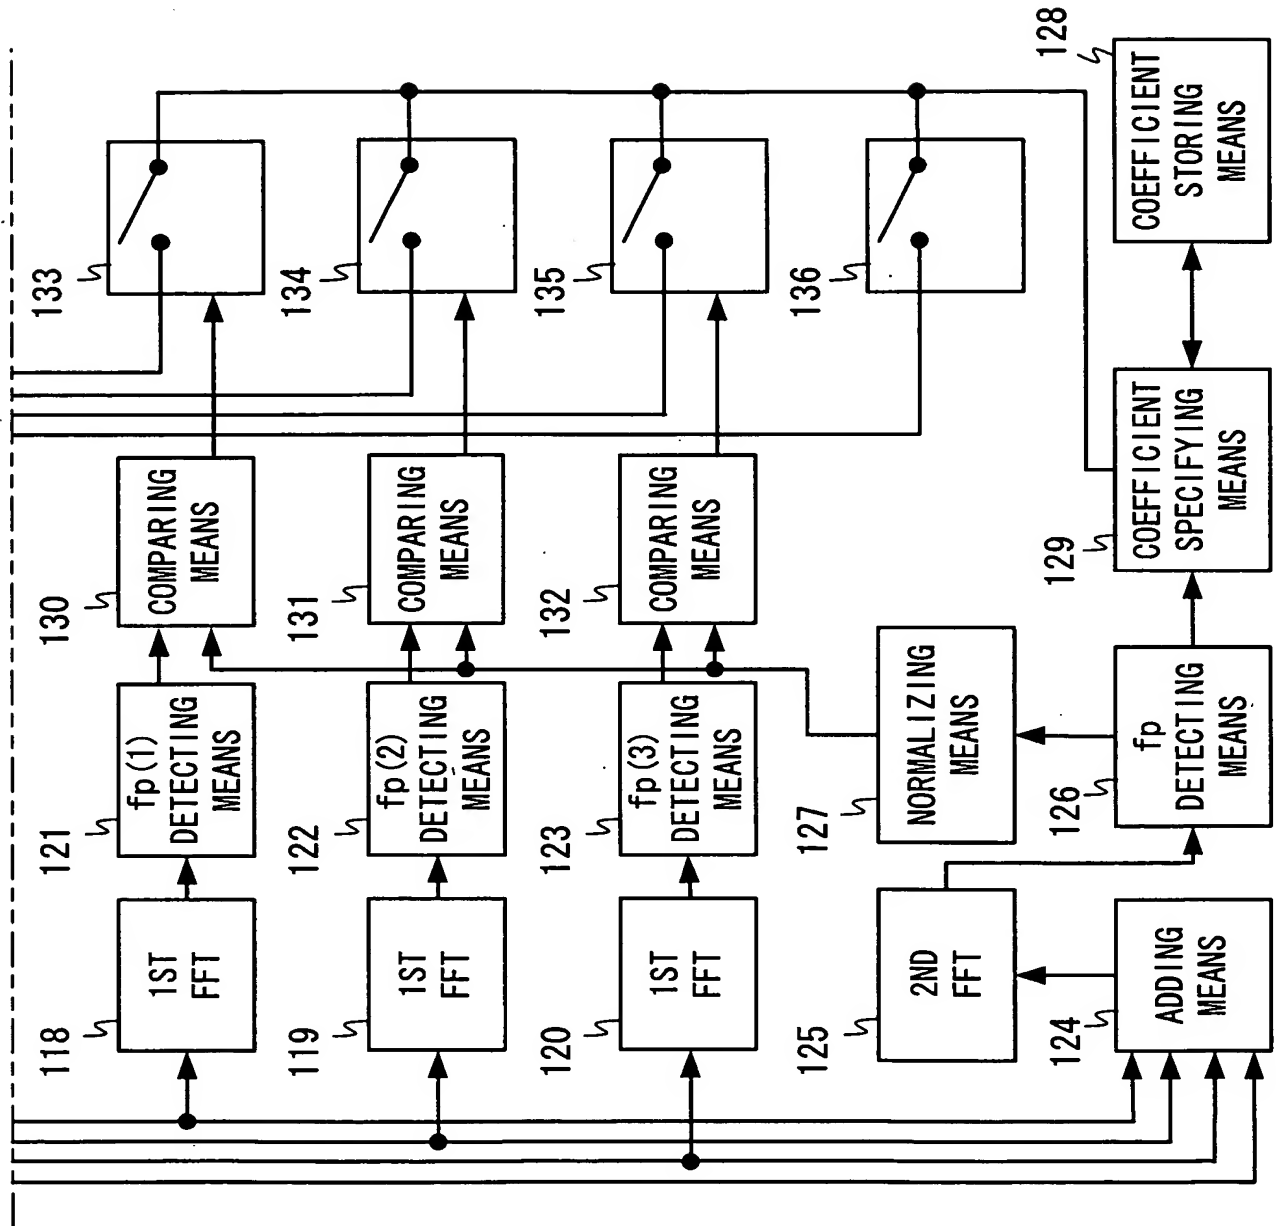 118
1ST
FFT
121
fp(1)
DETECTING
MEANS
130
COMPARING
MEANS
133
119
1ST
FFT
122
fp(2)
DETECTING
MEANS
131
COMPARING
MEANS
134
120
1ST
FFT
123
fp(3)
DETECTING
MEANS
132
COMPARING
MEANS
135
136
125
2ND
FFT
127
NORMALIZING
MEANS
124
ADDING
MEANS
126
fp
DETECTING
MEANS
129
COEFFICIENT
SPECIFYING
MEANS
128
COEFFICIENT
STORING
MEANS